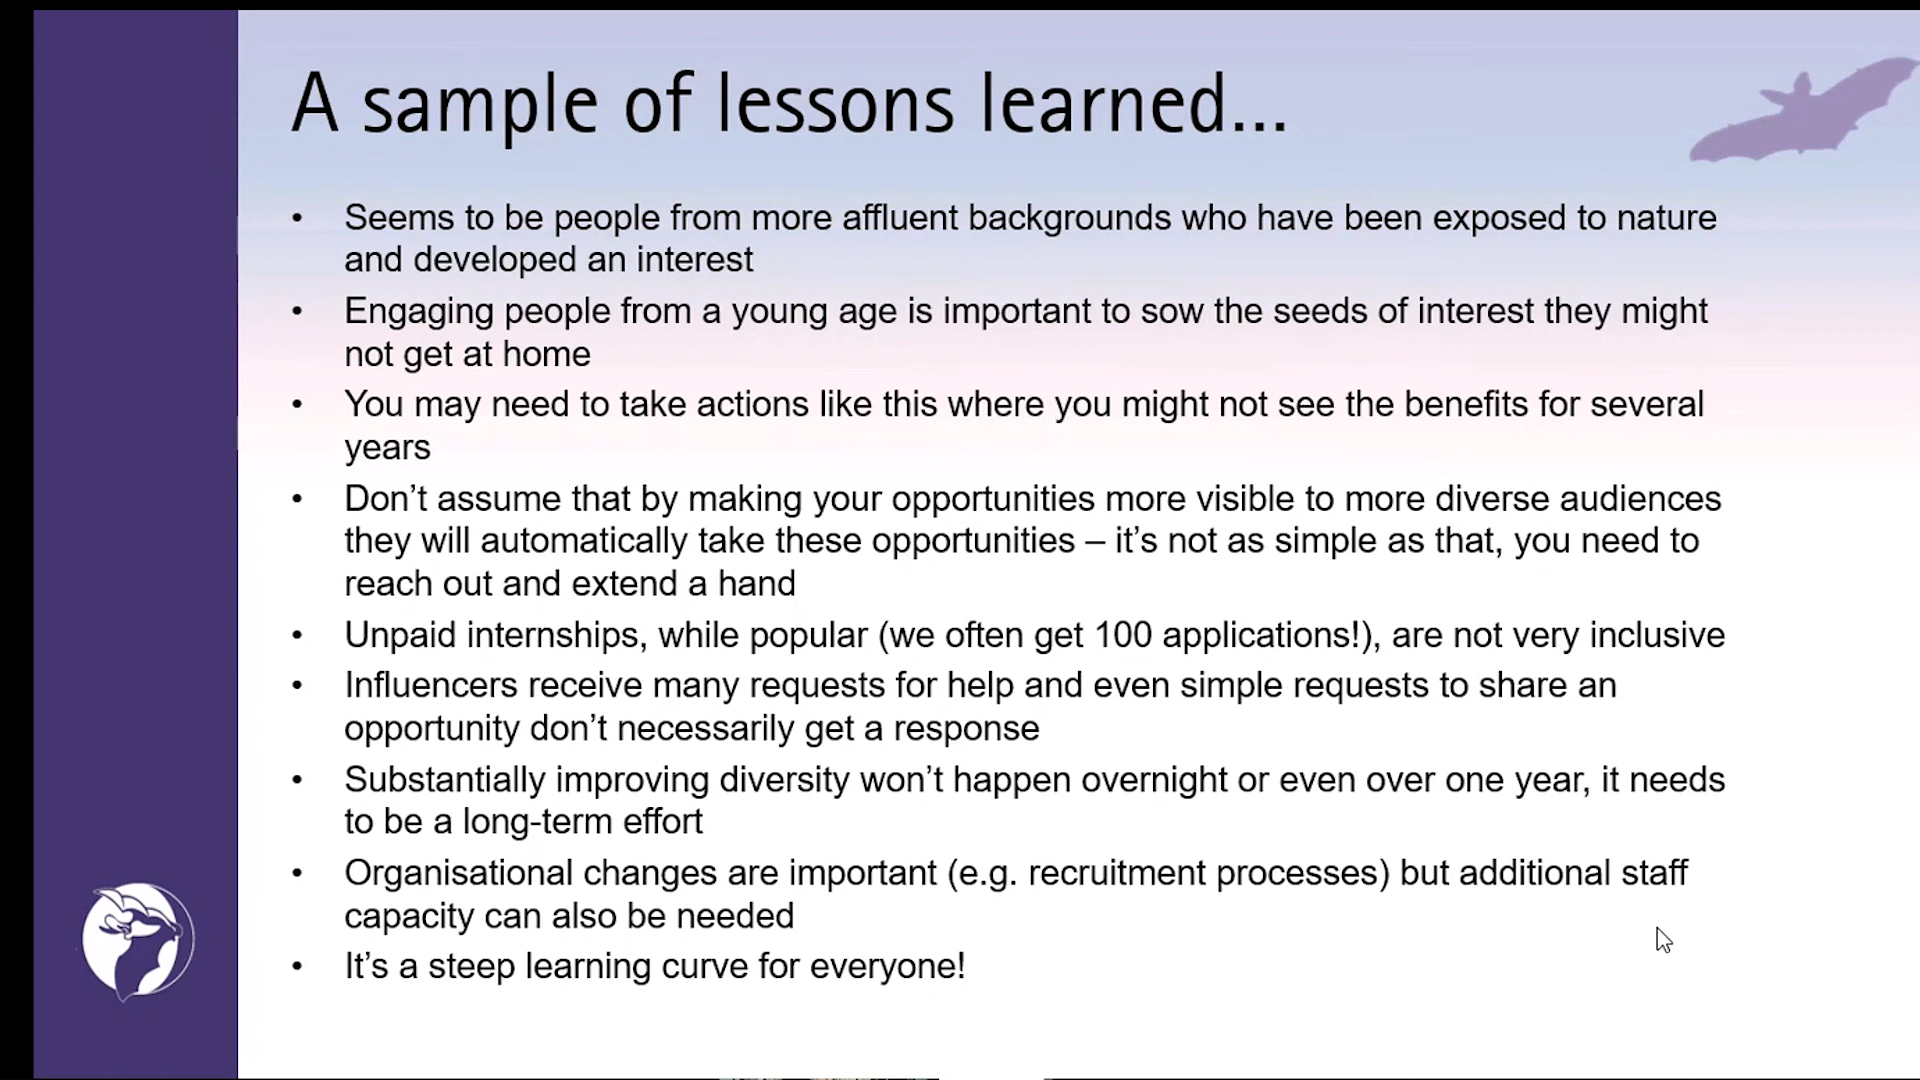 A sample of lessons learned...
• Seems to be people from more affluent backgrounds who have been exposed to nature
and developed an interest
• Engaging people from a young age is important to sow the seeds of interest they might
not get at home
• You may need to take actions like this where you might not see the benefits for several
years
• Don’t assume that by making your opportunities more visible to more diverse audiences
they will automatically take these opportunities – it’s not as simple as that, you need to
reach out and extend a hand
• Unpaid internships, while popular (we often get 100 applications!), are not very inclusive
• Influencers receive many requests for help and even simple requests to share an
opportunity don’t necessarily get a response
• Substantially improving diversity won’t happen overnight or even over one year, it needs
to be a long-term effort
• Organisational changes are important (e.g. recruitment processes) but additional staff
capacity can also be needed
• It’s a steep learning curve for everyone!